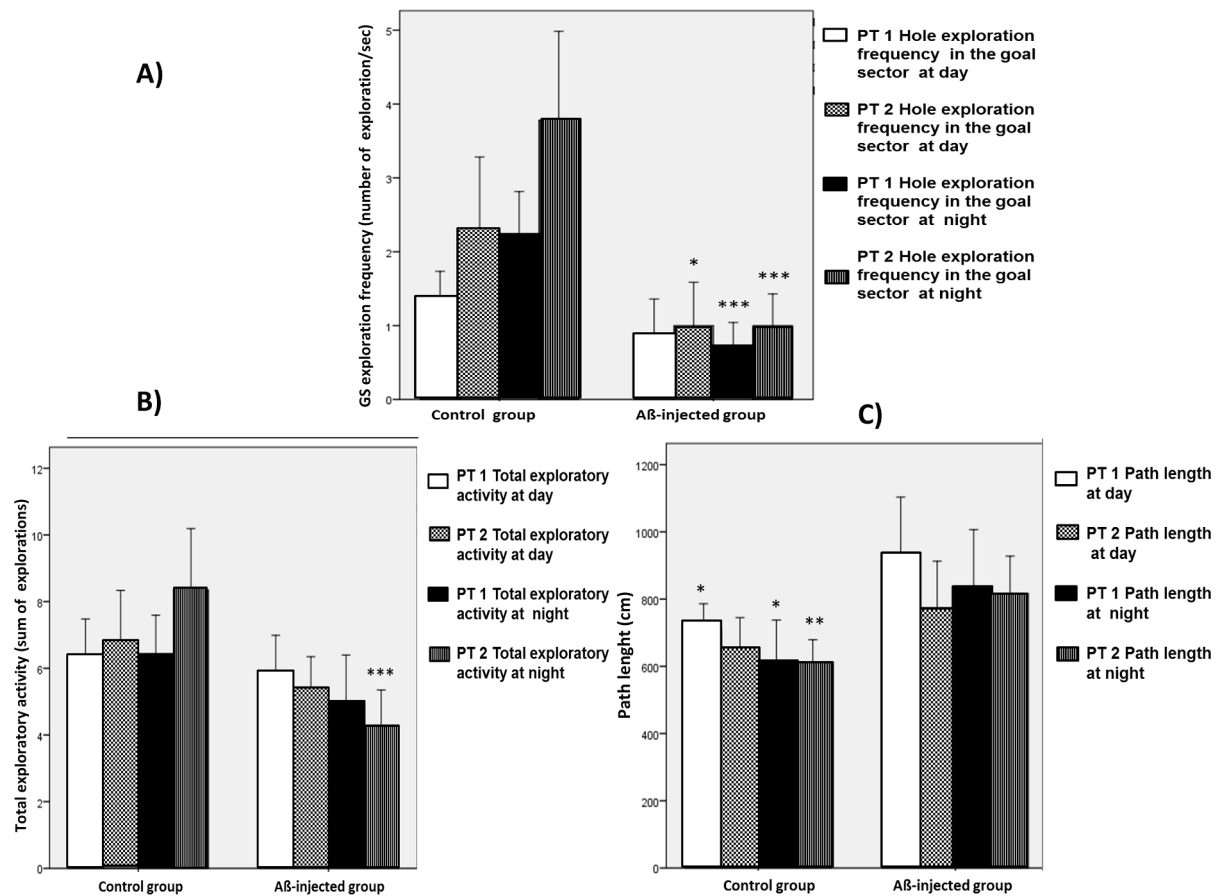 A)
GS exploration frequency (number of exploration/sec)
5
4
3
2
1
0
*
***
***
Control group
Aß-injected group
PT 1 Hole exploration
frequency in the goal
sector at day
PT 2 Hole exploration
frequency in the goal
sector at day
PT 1 Hole exploration
frequency in the goal
sector at night
PT 2 Hole exploration
frequency in the goal
sector at night
B)
Total exploratory activity (sum of explorations)
12
10
8
6
4
2
0
***
Control group
Aß-injected group
PT 1 Total exploratory
activity at day
PT 2 Total exploratory
activity at day
PT 1 Total exploratory
activity at night
PT 2 Total exploratory
activity at night
C)
Path lenght (cm)
1200
1000
800
600
400
200
0
*
*
**
Control group
Aß-injected group
PT 1 Path length
at day
PT 2 Path length
at day
PT 1 Path length
at night
PT 2 Path length
at night